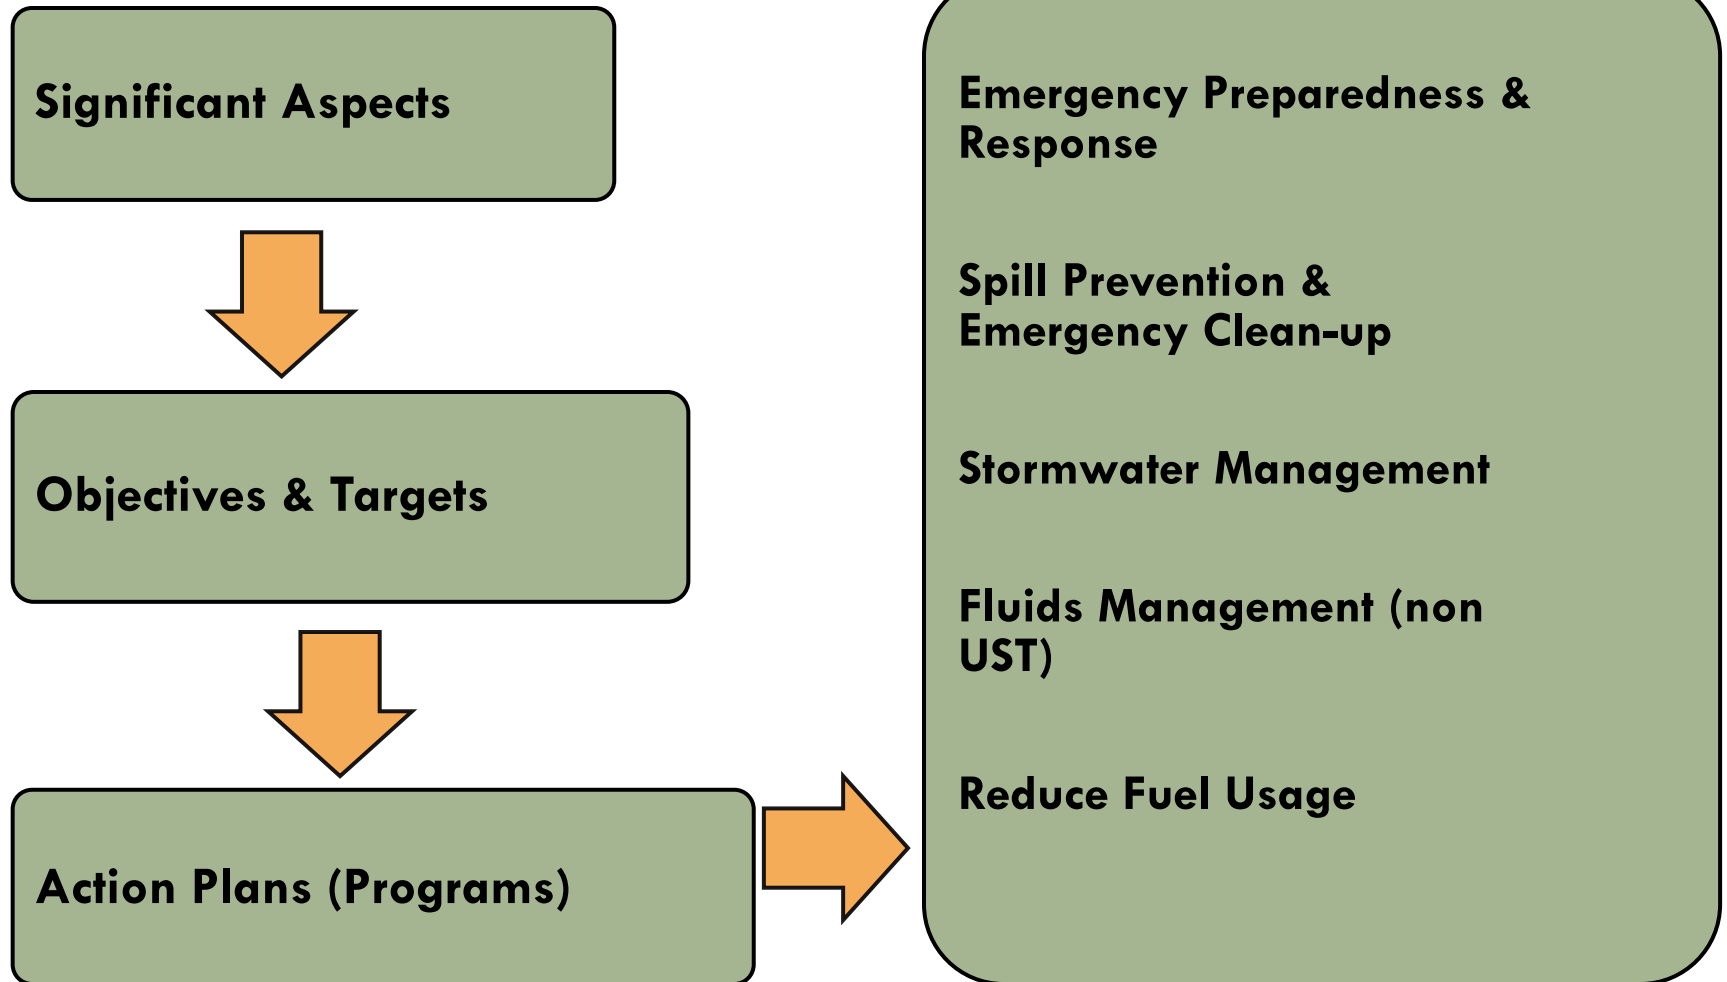 Significant Aspects
Objectives & Targets
Action Plans (Programs)
Emergency Preparedness &
Response
Spill Prevention &
Emergency Clean-up
Stormwater Management
Fluids Management (non
UST)
Reduce Fuel Usage